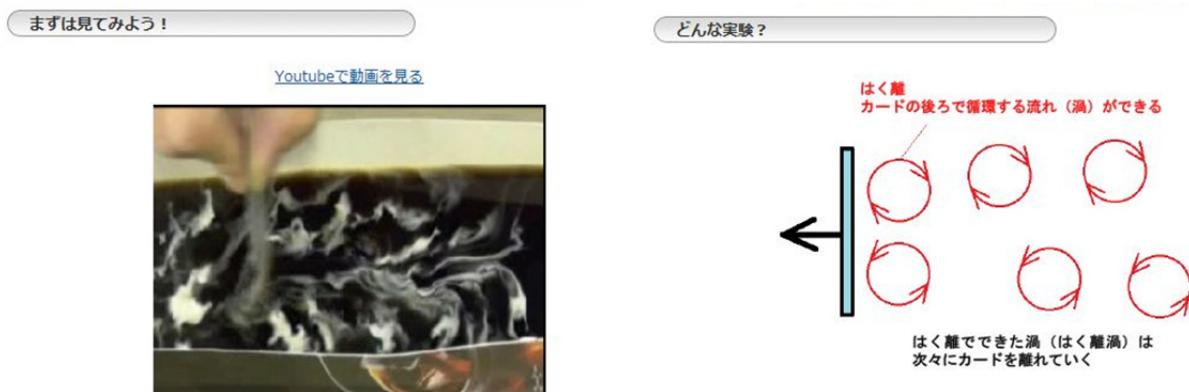 まずは見てみよう！
Youtubeで動画を見る
どんな実験？
はく離
カードの後ろで循環する流れ（渦）ができる
はく離でできた渦（はく離渦）は
次々にカードを離れていく